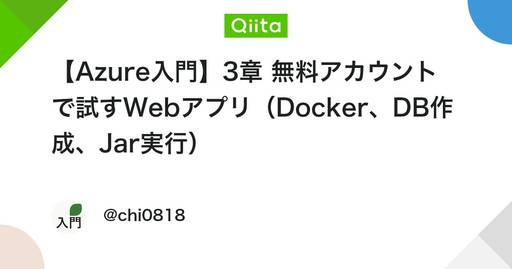 Qiita
【Azure入門】3章 無料アカウント
で試すWebアプリ（Docker、DB作
成、Jar実行）
入門
@chi0818